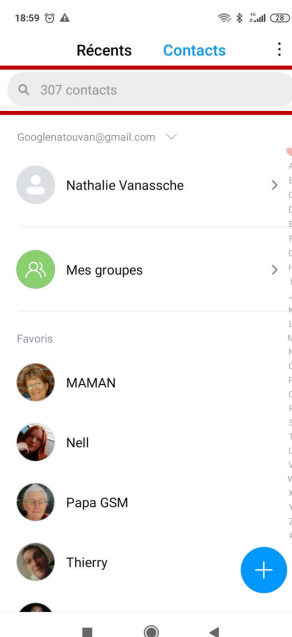 18:59
4G 28
Récents Contacts
307 contacts
Googlenatouvan@gmail.com
Nathalie Vanassche
Mes groupes
Favoris
MAMAN
Nell
Papa GSM
Thierry
A
B
C
D
E
F
G
H
I
J
K
L
M
N
O
P
Q
R
S
T
U
V
W
X
Y
Z
#